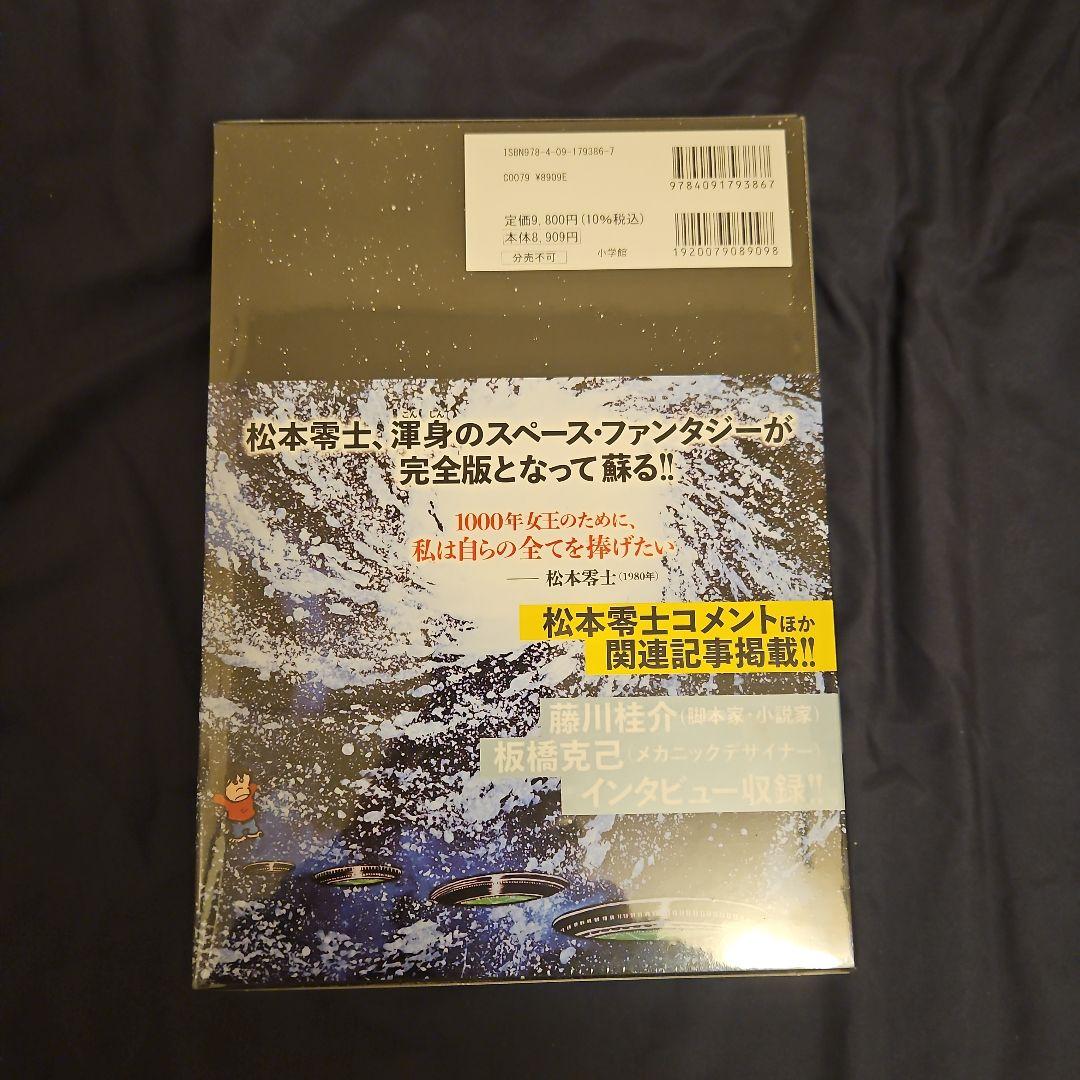 ISBN978-4-09-179386-7
C0079 ¥8909E
9784091793867
定価9,800円(10%税込)
本体8,909円
分売不可
小学館
1920079089098
こん しん
松本零士、渾身のスペース・ファンタジーが
完全版となって蘇る!!
1000年女王のために、
私は自らの全てを捧げたい
── 松本零士(1980年)
松本零士コメントほか
関連記事掲載!!
藤川桂介(脚本家・小説家)
板橋克己(メカニックデザイナー)
インタビュー収録!!